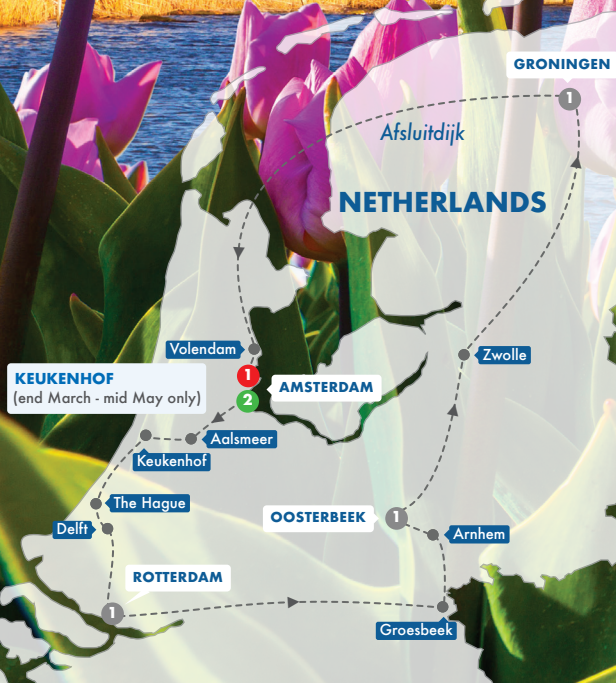 GRONINGEN
1
Afsluitdijk
NETHERLANDS
Volendam
Zwolle
KEUKENHOF
(end March - mid May only)
1
AMSTERDAM
2
Aalsmeer
Keukenhof
The Hague
OOSTERBEEK
1
Delft
Arnhem
ROTTERDAM
1
Groesbeek